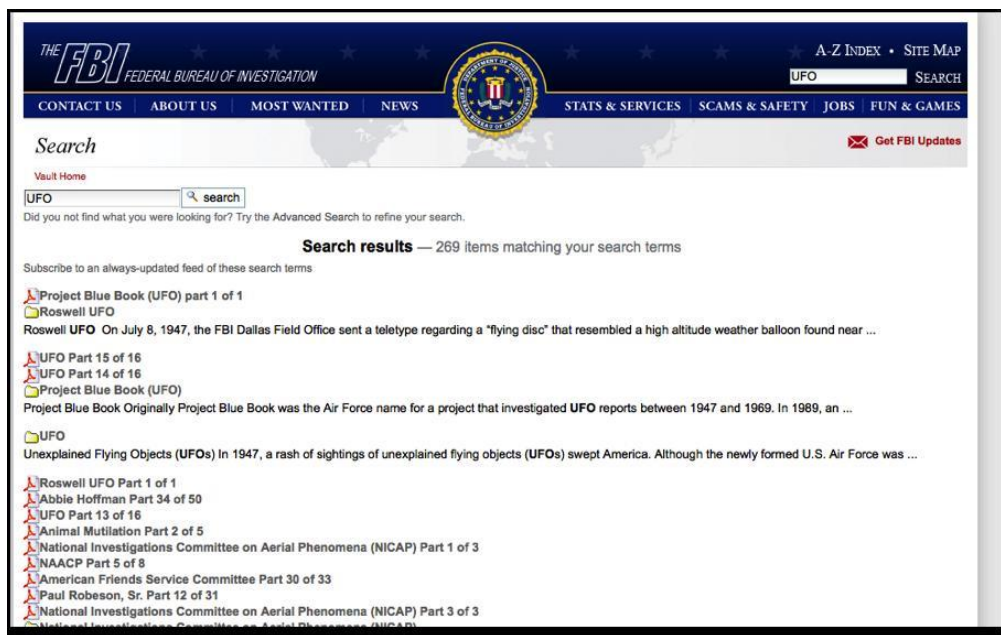 THE FBI FEDERAL BUREAU OF INVESTIGATION
A-Z INDEX • SITE MAP
UFO SEARCH
CONTACT US ABOUT US MOST WANTED NEWS STATS & SERVICES SCAMS & SAFETY JOBS FUN & GAMES
Search
Get FBI Updates
Vault Home
UFO search
Did you not find what you were looking for? Try the Advanced Search to refine your search.
Search results — 269 items matching your search terms
Subscribe to an always-updated feed of these search terms
Project Blue Book (UFO) part 1 of 1
Roswell UFO
Roswell UFO On July 8, 1947, the FBI Dallas Field Office sent a teletype regarding a "flying disc" that resembled a high altitude weather balloon found near ...
UFO Part 15 of 16
UFO Part 14 of 16
Project Blue Book (UFO)
Project Blue Book Originally Project Blue Book was the Air Force name for a project that investigated UFO reports between 1947 and 1969. In 1989, an ...
UFO
Unexplained Flying Objects (UFOs) In 1947, a rash of sightings of unexplained flying objects (UFOs) swept America. Although the newly formed U.S. Air Force was ...
Roswell UFO Part 1 of 1
Abbie Hoffman Part 34 of 50
UFO Part 13 of 16
Animal Mutilation Part 2 of 5
National Investigations Committee on Aerial Phenomena (NICAP) Part 1 of 3
NAACP Part 5 of 8
American Friends Service Committee Part 30 of 33
Paul Robeson, Sr. Part 12 of 31
National Investigations Committee on Aerial Phenomena (NICAP) Part 3 of 3
National Investigations Committee on Aerial Phenomena (NICAP)